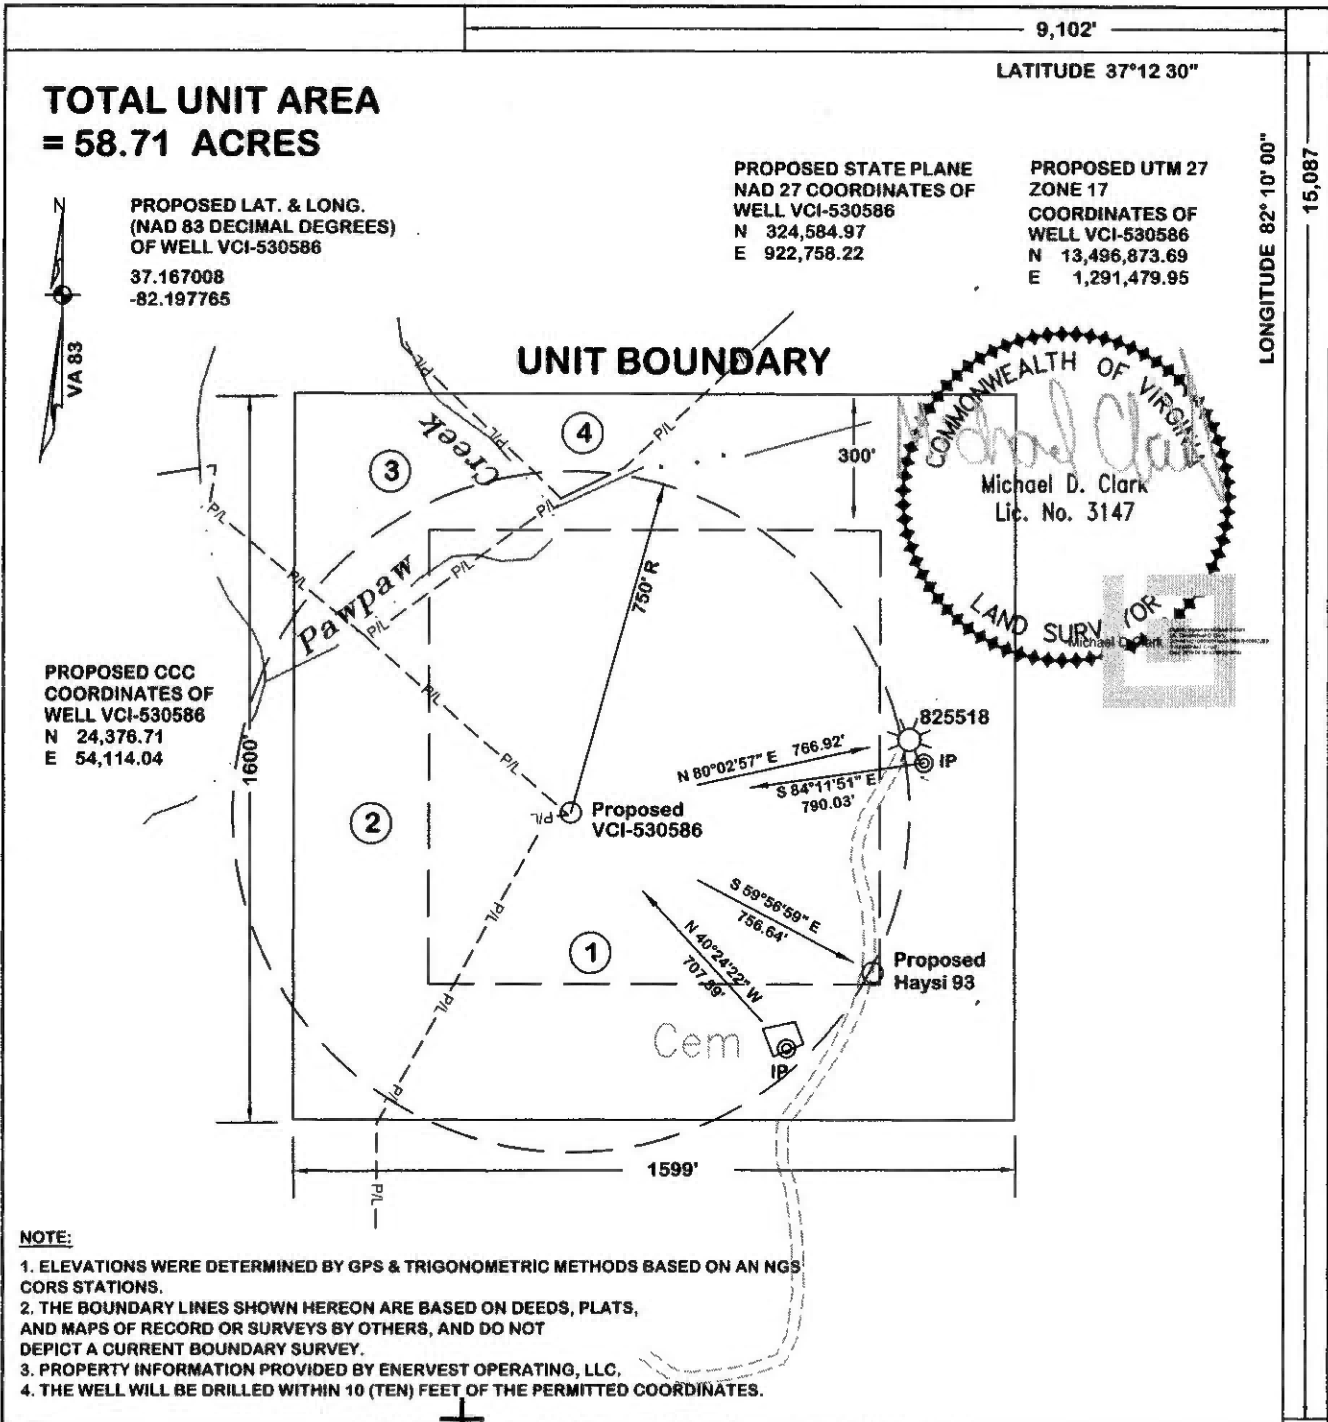 9,102'
LATITUDE 37°12 30"
TOTAL UNIT AREA
= 58.71 ACRES
LONGITUDE 82° 10' 00"
15,087
N
VA 83
PROPOSED LAT. & LONG.
(NAD 83 DECIMAL DEGREES)
OF WELL VCI-530586
37.167008
-82.197765
PROPOSED STATE PLANE
NAD 27 COORDINATES OF
WELL VCI-530586
N 324,584.97
E 922,758.22
PROPOSED UTM 27
ZONE 17
COORDINATES OF
WELL VCI-530586
N 13,496,873.69
E 1,291,479.95
UNIT BOUNDARY
COMMONWEALTH OF VIRGINIA
Michael Clark
Michael D. Clark
Lic. No. 3147
LAND SURVEYOR
Michael D. Clark
P/L
P/L
P/L
4
3
Creek
300'
P/L
P/L
P/L
P/L
Pawpaw
P/L
750' R
PROPOSED CCC
COORDINATES OF
WELL VCI-530586
N 24,376.71
E 54,114.04
1600'
P/L
P/L
825518
IP
N 80°02'57" E 766.92'
S 84°11'51" E
790.03'
2
P/L
Proposed
VCI-530586
P/L
1
S 59°56'59" E
756.64'
N 40°24'22" W
707.89'
Proposed
Haysi 93
P/L
Cem
IP
P/L
1599'
P/L
NOTE:
1. ELEVATIONS WERE DETERMINED BY GPS & TRIGONOMETRIC METHODS BASED ON AN NGS
CORS STATIONS.
2. THE BOUNDARY LINES SHOWN HEREON ARE BASED ON DEEDS, PLATS,
AND MAPS OF RECORD OR SURVEYS BY OTHERS, AND DO NOT
DEPICT A CURRENT BOUNDARY SURVEY.
3. PROPERTY INFORMATION PROVIDED BY ENERVEST OPERATING, LLC,
4. THE WELL WILL BE DRILLED WITHIN 10 (TEN) FEET OF THE PERMITTED COORDINATES.